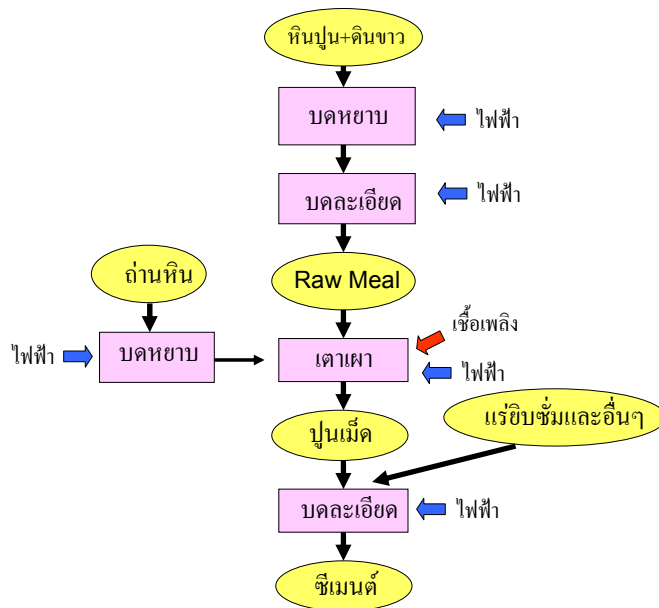 หินปูน+ดินขาว
บดหยาบ
ไฟฟ้า
บดละเอียด
ไฟฟ้า
ถ่านหิน
Raw Meal
เชื้อเพลิง
ไฟฟ้า
บดหยาบ
เตาเผา
ไฟฟ้า
แร่ยิบซั่มและอื่นๆ
ปูนเม็ด
บดละเอียด
ไฟฟ้า
ซีเมนต์